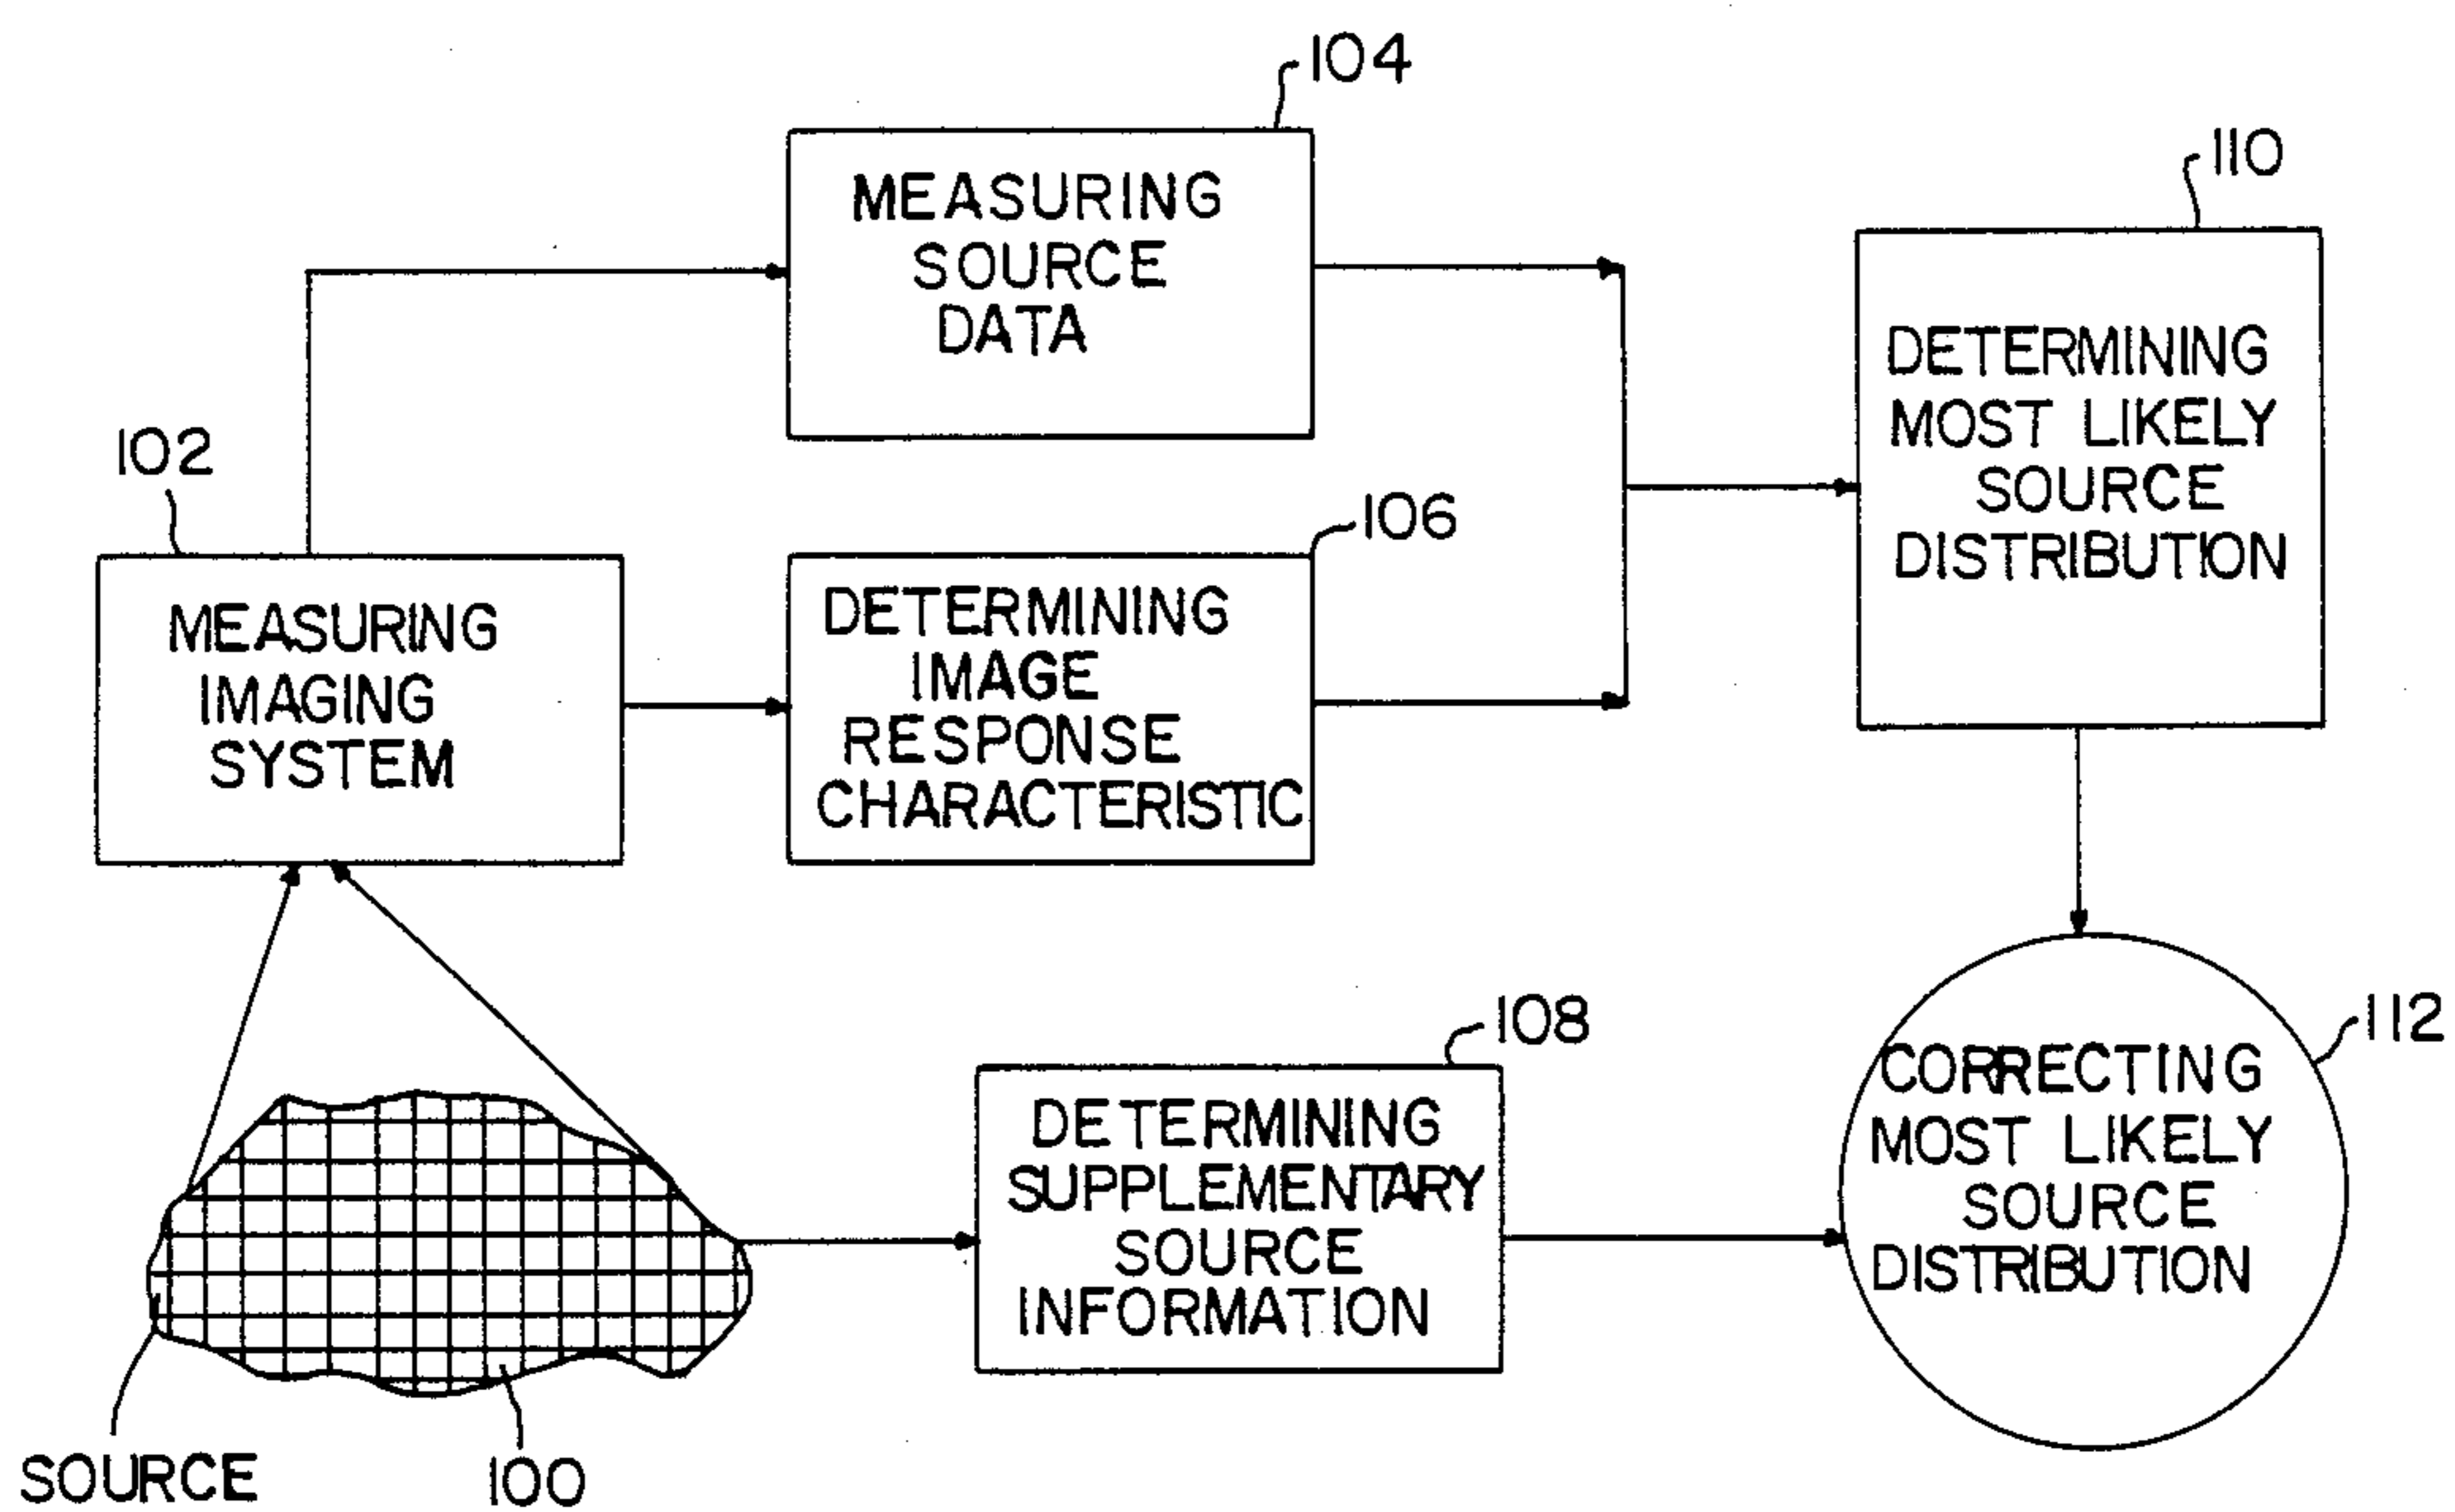 104
MEASURING
SOURCE
DATA
110
DETERMINING
MOST LIKELY
SOURCE
DISTRIBUTION
102
MEASURING
IMAGING
SYSTEM
106
DETERMINING
IMAGE
RESPONSE
CHARACTERISTIC
108
DETERMINING
SUPPLEMENTARY
SOURCE
INFORMATION
112
CORRECTING
MOST LIKELY
SOURCE
DISTRIBUTION
SOURCE
100